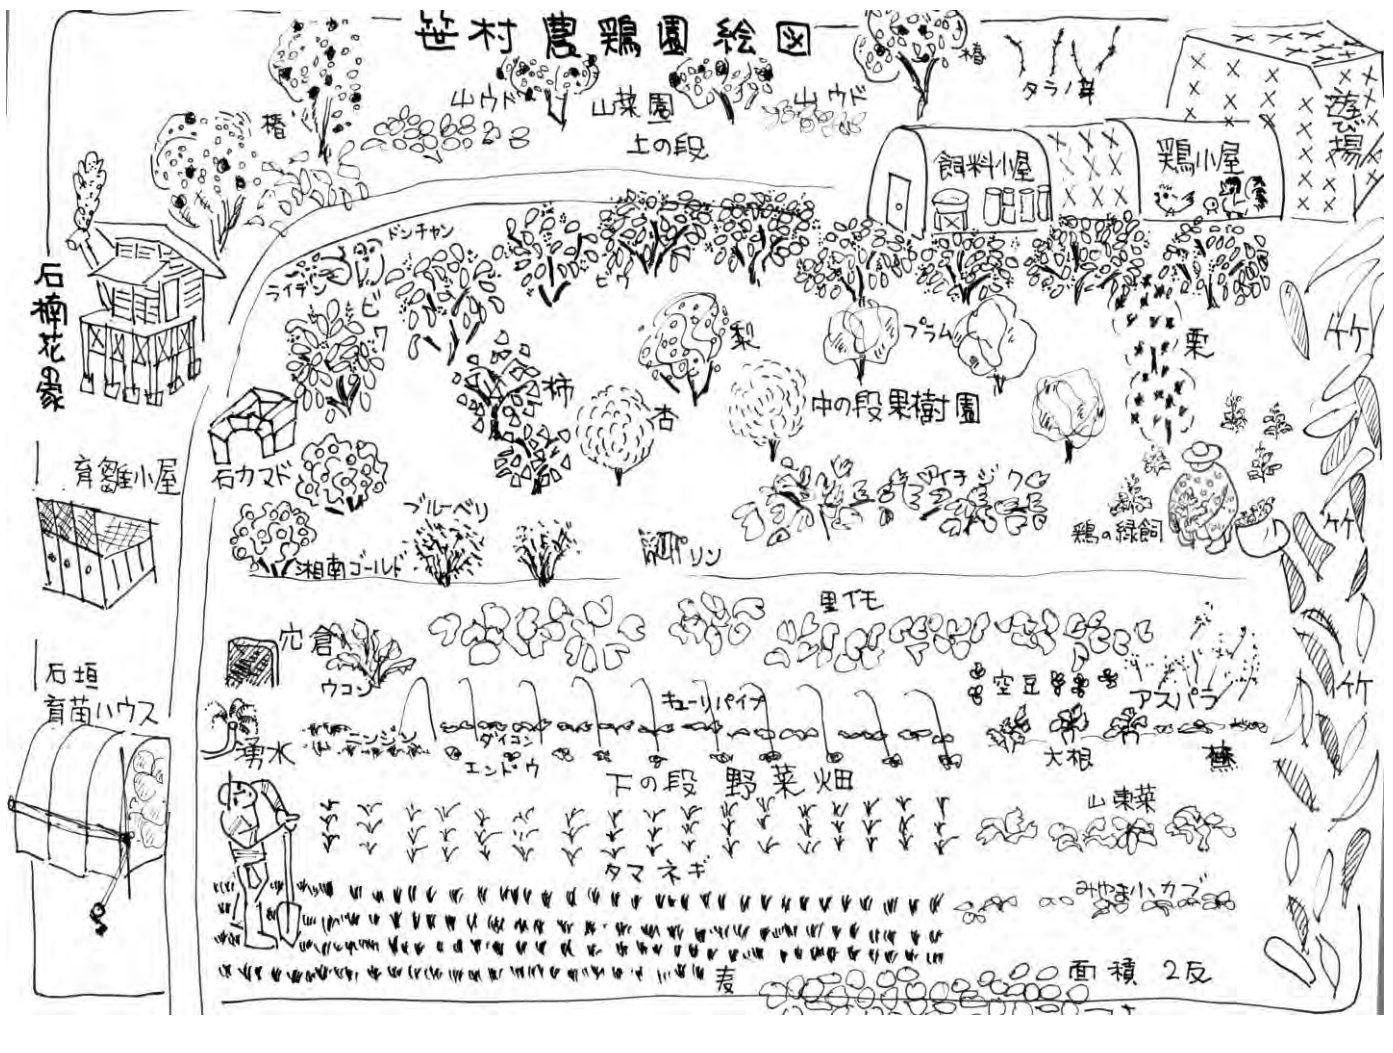 笹村農鶏園絵図
椿
タラノ芽
山ウド
山菜園
山ウド
遊び場
椿
上の段
飼料小屋
鶏小屋
ドンチャン
ライデン
ビワ
ビワ
石楠花の家
梨
プラム
栗
竹
柿
杏
中の段果樹園
育雛小屋
石カマド
イチジク
ブルーベリ
鶏の緑飼
竹
湘南ゴールド
プリン
里イモ
穴倉
ウコン
石垣
育苗ハウス
キューリパイプ
空豆
アスパラ
竹
湧水
ニンジン
ダイコン
エンドウ
大根
下の段 野菜畑
山東菜
タマネギ
みやま小カブ
麦
面積 2反